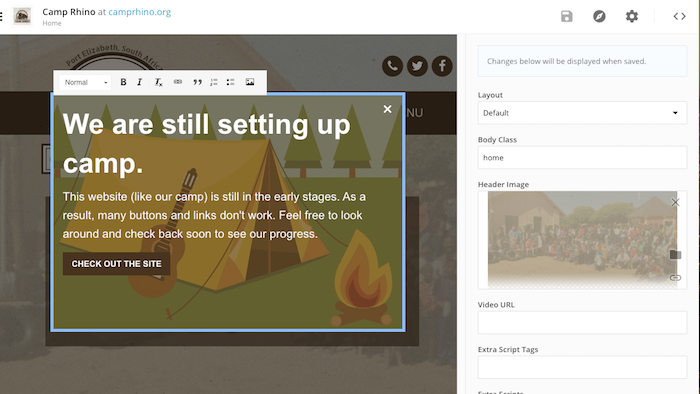 Camp Rhino at camprhino.org
Home
Port Elizabeth, South Africa
Normal
B I
NU
We are still setting up
camp.
This website (like our camp) is still in the early stages. As a
result, many buttons and links don't work. Feel free to look
around and check back soon to see our progress.
CHECK OUT THE SITE
Changes below will be displayed when saved.
Layout
Default
Body Class
home
Header Image
Video URL
Extra Script Tags
Extra Scripts